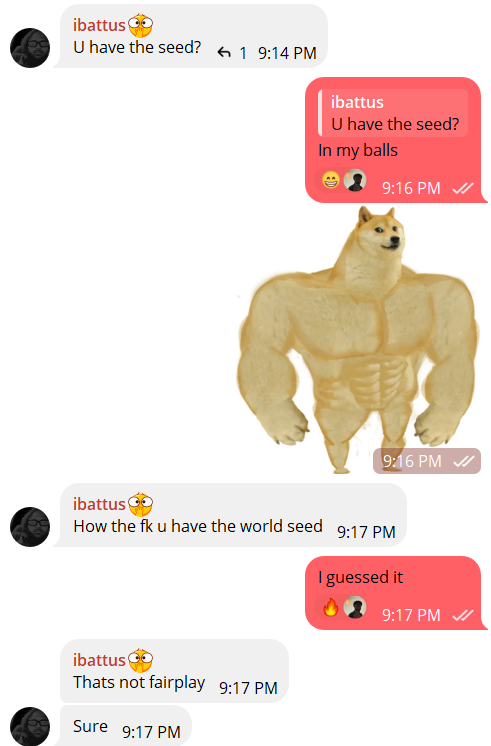 ibattus
U have the seed?
1 9:14 PM
ibattus
U have the seed?
In my balls
9:16 PM
9:16 PM
ibattus
How the fk u have the world seed
9:17 PM
I guessed it
9:17 PM
ibattus
Thats not fairplay
9:17 PM
Sure
9:17 PM